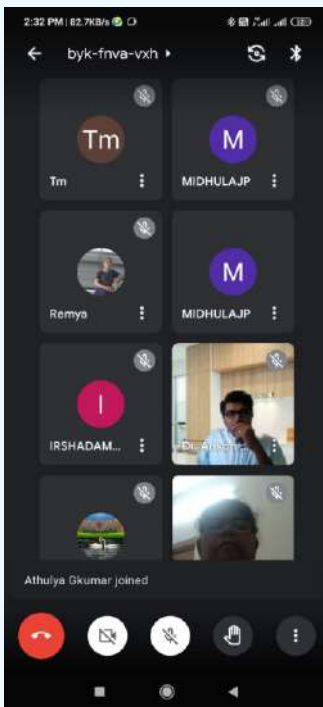 2:32 PM | 82.7KB/s
byk-fnva-vxh
Tm
Tm
M
MIDHULAJP
Remya
M
MIDHULAJP
I
IRSHADAM...
Athulya Gkumar joined